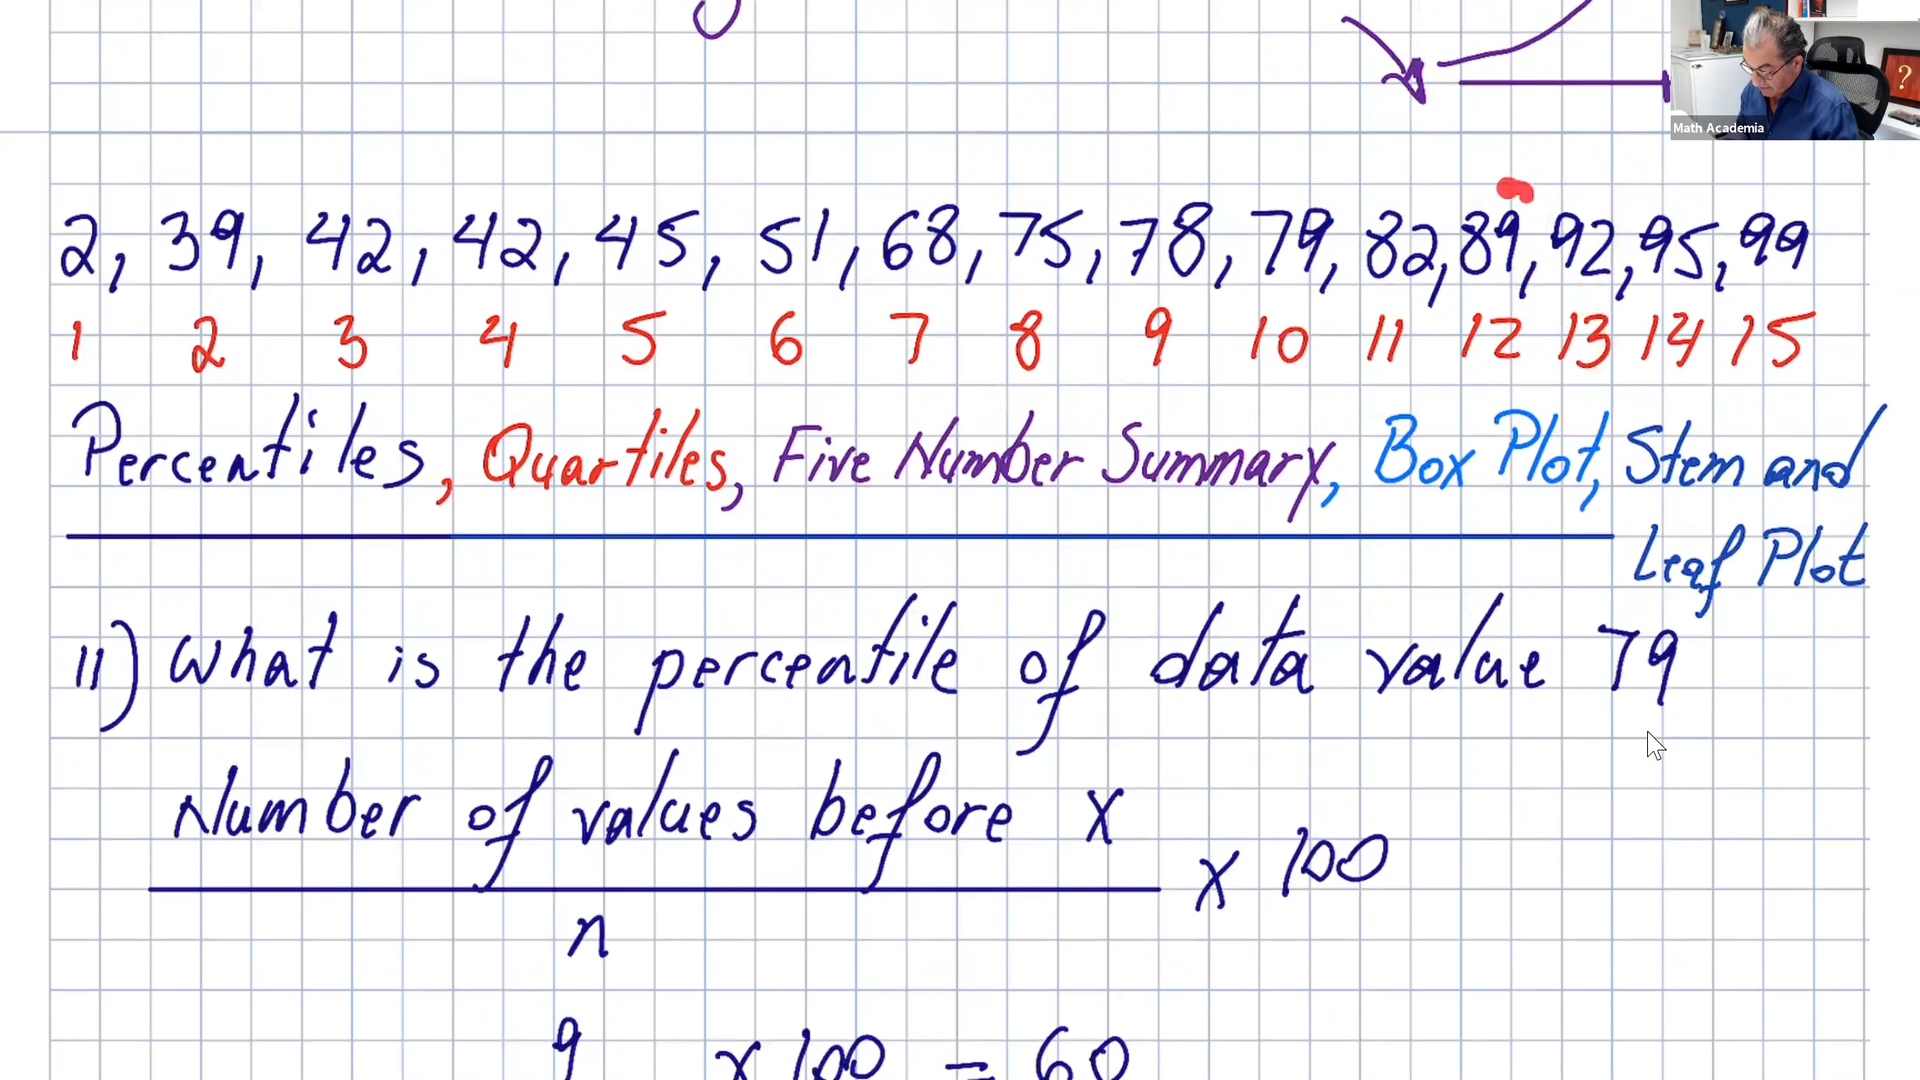 ?
Math Academia
2, 39, 42, 42, 45, 51, 68, 75, 78, 79, 82, 89, 92, 95, 99
1 2 3 4 5 6 7 8 9 10 11 12 13 14 15
Percentiles, Quartiles, Five Number Summary, Box Plot, Stem and
Leaf Plot
11) What is the percentile of data value 79
Number of values before x
x 100
n
9 x 100 = 60